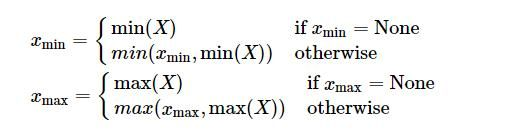 x_min = { min(X) if x_min = None
min(x_min, min(X)) otherwise
x_max = { max(X) if x_max = None
max(x_max, max(X)) otherwise